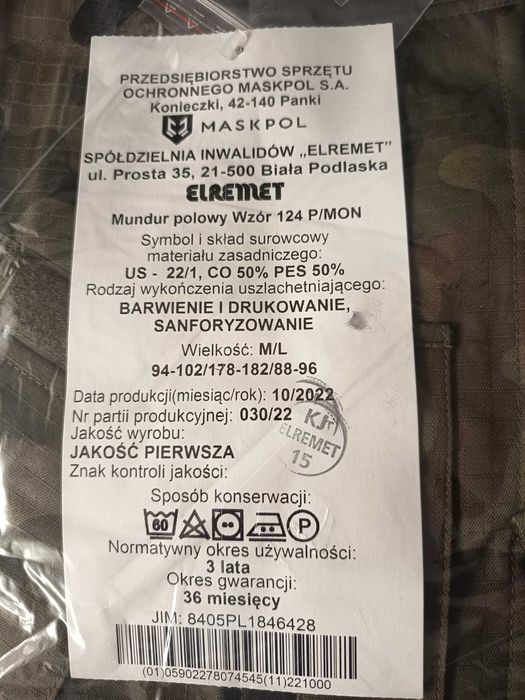 PRZEDSIĘBIORSTWO SPRZĘTU
OCHRONNEGO MASKPOL S.A.
Konieczki, 42-140 Panki
MASKPOL
SPÓŁDZIELNIA INWALIDÓW „ELREMET”
ul. Prosta 35, 21-500 Biała Podlaska
ELREMET
Mundur polowy Wzór 124 P/MON
Symbol i skład surowcowy
materiału zasadniczego:
US - 22/1, CO 50% PES 50%
Rodzaj wykończenia uszlachetniającego:
BARWIENIE I DRUKOWANIE,
SANFORYZOWANIE
Wielkość: M/L
94-102/178-182/88-96
Data produkcji(miesiąc/rok): 10/2022
Nr partii produkcyjnej: 030/22
Jakość wyrobu:
JAKOŚĆ PIERWSZA
Znak kontroli jakości:
KJ
ELREMET
15
Sposób konserwacji:
60 P
Normatywny okres używalności:
3 lata
Okres gwarancji:
36 miesięcy
JIM: 8405PL1846428
(01)05902278074545(11)221000